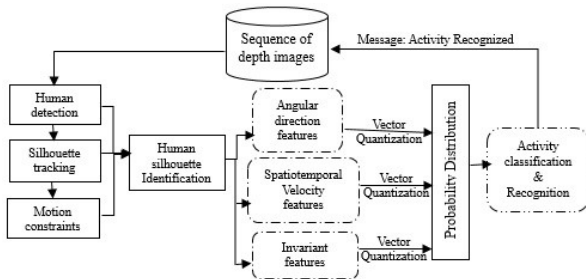 Sequence of
depth images
Message: Activity Recognized
Human
detection
Silhouette
tracking
Motion
constraints
Human
silhouette
Identification
Angular
direction
features
Spatiotemporal
Velocity
features
Invariant
features
Vector
Quantization
Vector
Quantization
Vector
Quantization
Probability Distribution
Activity
classification
&
Recognition